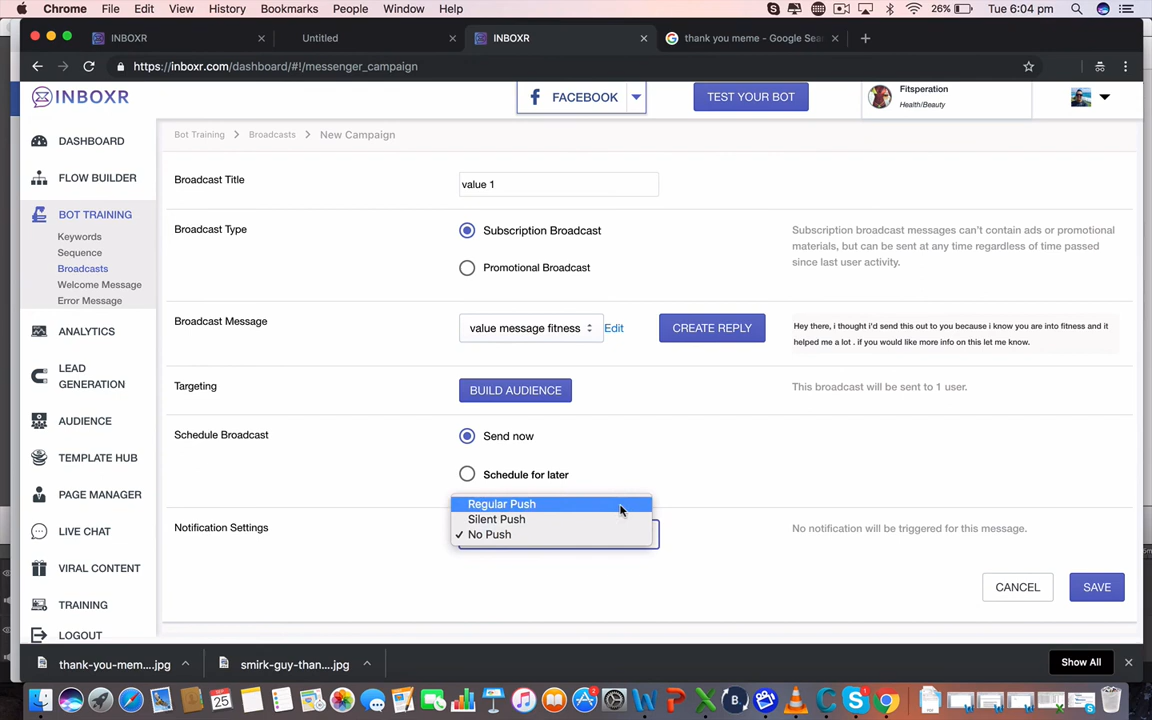 Chrome File Edit View History Bookmarks People Window Help 26% Tue 6:04 pm
INBOXR × Untitled × INBOXR × thank you meme - Google Sea × +
https://inboxr.com/dashboard/#!/messenger_campaign
INBOXR
FACEBOOK
TEST YOUR BOT
Fitsperation
Health/Beauty
DASHBOARD
FLOW BUILDER
BOT TRAINING
Keywords
Sequence
Broadcasts
Welcome Message
Error Message
ANALYTICS
LEAD
GENERATION
AUDIENCE
TEMPLATE HUB
PAGE MANAGER
LIVE CHAT
VIRAL CONTENT
TRAINING
LOGOUT
Bot Training > Broadcasts > New Campaign
Broadcast Title
value 1
Broadcast Type
Subscription Broadcast
Promotional Broadcast
Subscription broadcast messages can't contain ads or promotional
materials, but can be sent at any time regardless of time passed
since last user activity.
Broadcast Message
value message fitness
Edit
CREATE REPLY
Hey there, i thought i'd send this out to you because i know you are into fitness and it
helped me a lot . if you would like more info on this let me know.
Targeting
BUILD AUDIENCE
This broadcast will be sent to 1 user.
Schedule Broadcast
Send now
Schedule for later
Notification Settings
Regular Push
Silent Push
✓ No Push
No notification will be triggered for this message.
CANCEL
SAVE
thank-you-mem....jpg
smirk-guy-than....jpg
Show All
SEP
25
2